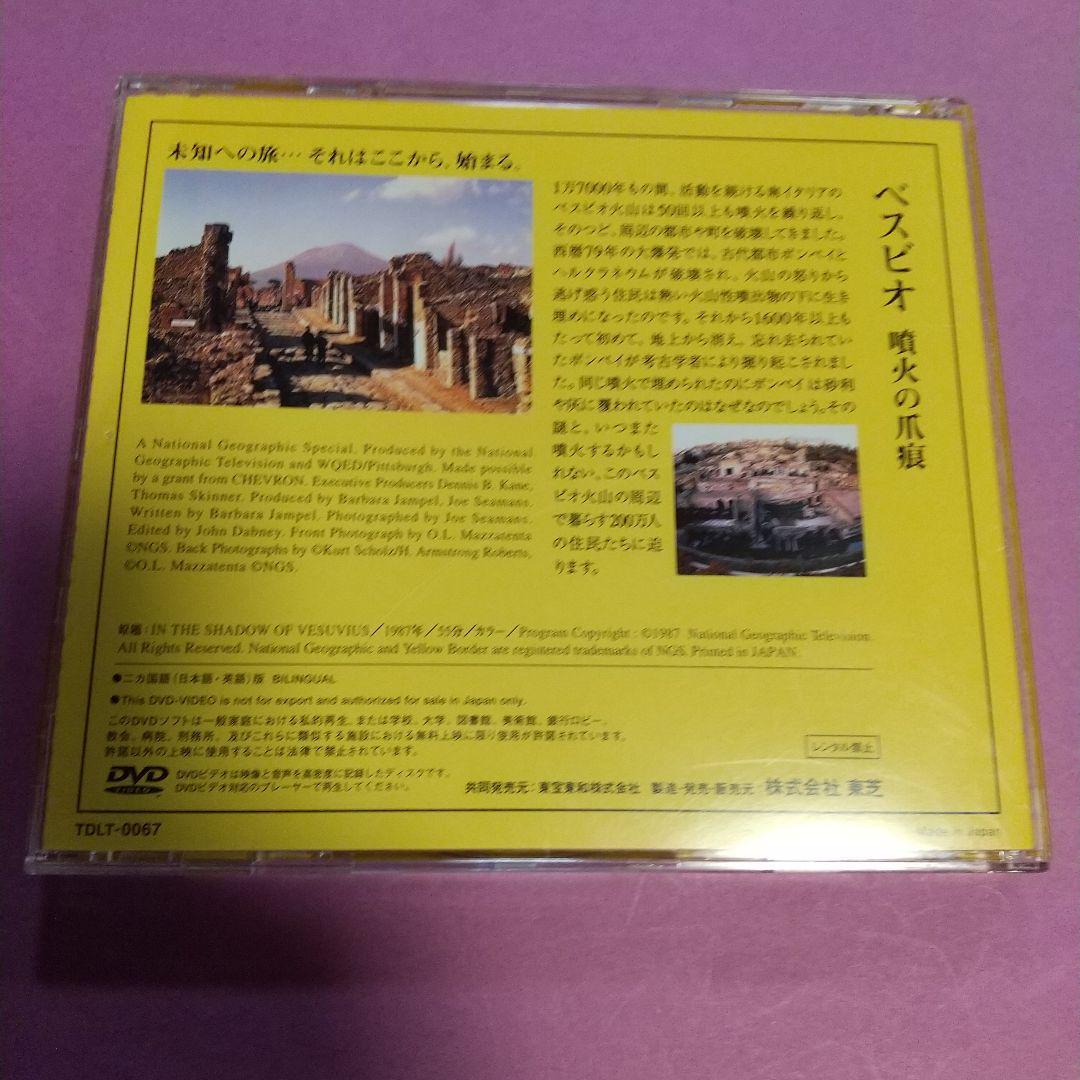 未知への旅…それはここから、始まる。
ベスビオ 噴火の爪痕
1万7000年もの間、活動を続ける南イタリアの
ベスビオ火山は50回以上も噴火を繰り返し、
そのつど、周辺の都市や町を破壊してきました。
西暦79年の大爆発では、古代都市ポンペイと
ヘルクラネウムが破壊され、火山の怒りから
逃げ惑う住民は熱い火山性噴出物の下に生き
埋めになったのです。それから1600年以上も
たって初めて、地上から消え、忘れ去られてい
たポンペイが考古学者により掘り起こされまし
た。同じ噴火で埋められたのにポンペイは砂利
や灰に覆われていたのはなぜなのでしょう。その
謎と、いつまた
噴火するかもし
れない、このベス
ビオ火山の周辺
で暮らす200万人
の住民たちに迫
ります。
A National Geographic Special. Produced by the National
Geographic Television and WQED/Pittsburgh. Made possible
by a grant from CHEVRON. Executive Producers Dennis B. Kane,
Thomas Skinner. Produced by Barbara Jampel, Joe Seamans.
Written by Barbara Jampel. Photographed by Joe Seamans.
Edited by John Dabney. Front Photograph by O.L. Mazzatenta
©NGS. Back Photographs by ©Kurt Scholz/H. Armstrong Roberts,
©O.L. Mazzatenta ©NGS.
原題：IN THE SHADOW OF VESUVIUS／1987年／55分／カラー／Program Copyright : ©1987 National Geographic Television.
All Rights Reserved. National Geographic and Yellow Border are registered trademarks of NGS. Printed in JAPAN.
●二カ国語（日本語・英語）版 BILINGUAL
●This DVD-VIDEO is not for export and authorized for sale in Japan only.
このDVDソフトは一般家庭における私的再生、または学校、大学、図書館、美術館、銀行ロビー、
教会、病院、刑務所、及びこれらに類似する施設における無料上映に限り使用が許諾されています。
許諾以外の上映に使用することは法律で禁止されています。
レンタル禁止
DVD VIDEO
DVDビデオは映像と音声を高密度に記録したディスクです。
DVDビデオ対応のプレーヤーで再生してください。
共同発売元：東宝東和株式会社 製造・発売・販売元 株式会社 東芝
TDLT-0067
Made in Japan